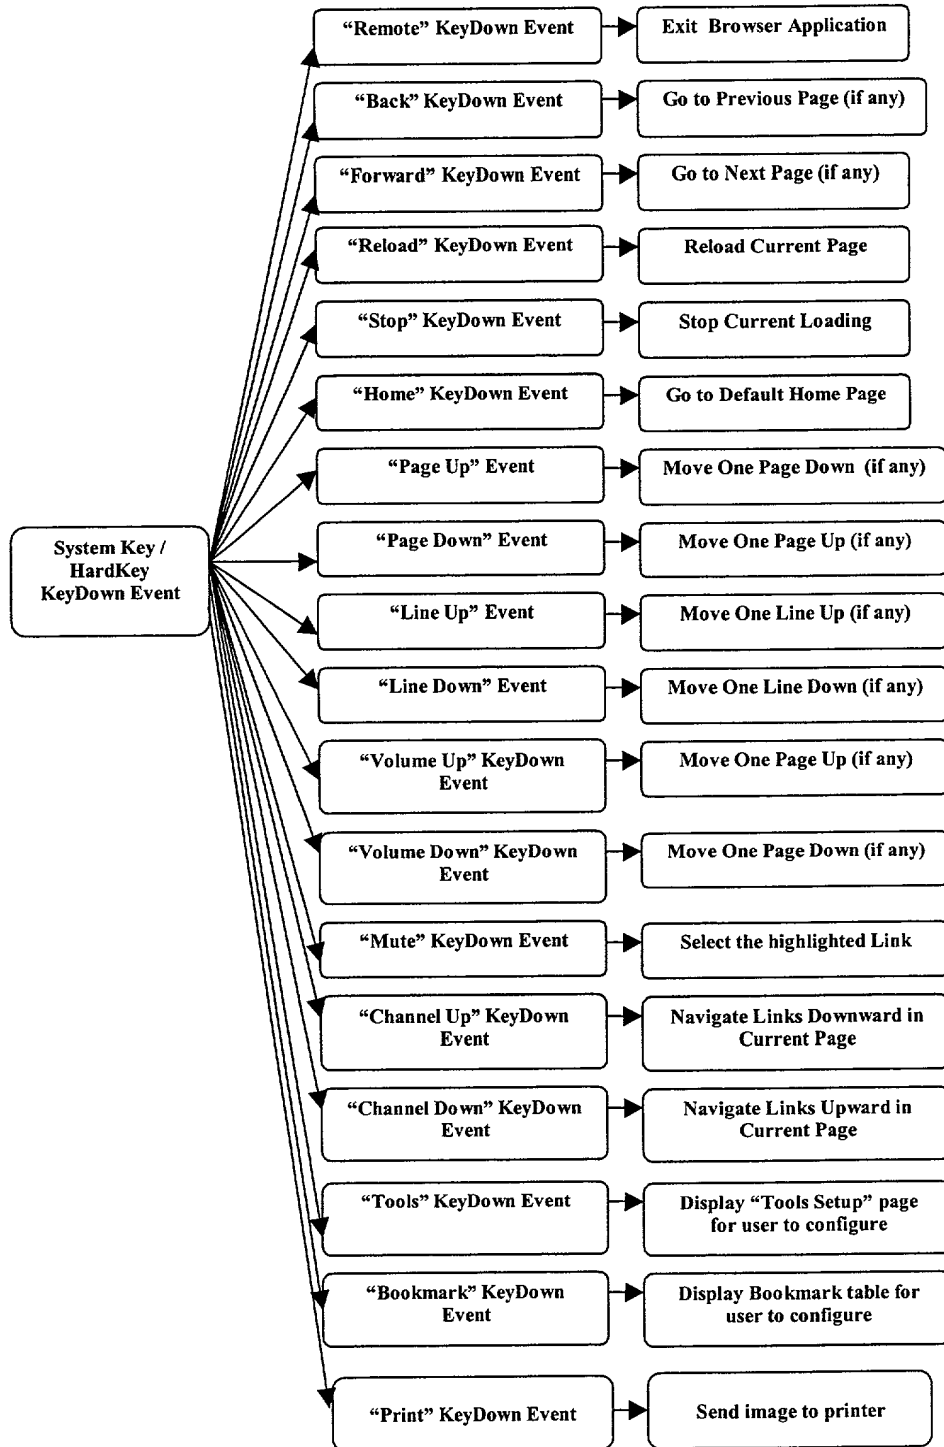 “Remote” KeyDown Event
Exit Browser Application
“Back” KeyDown Event
Go to Previous Page (if any)
“Forward” KeyDown Event
Go to Next Page (if any)
“Reload” KeyDown Event
Reload Current Page
“Stop” KeyDown Event
Stop Current Loading
“Home” KeyDown Event
Go to Default Home Page
“Page Up” Event
Move One Page Down (if any)
System Key /
HardKey
KeyDown Event
“Page Down” Event
Move One Page Up (if any)
“Line Up” Event
Move One Line Up (if any)
“Line Down” Event
Move One Line Down (if any)
“Volume Up” KeyDown
Event
Move One Page Up (if any)
“Volume Down” KeyDown
Event
Move One Page Down (if any)
“Mute” KeyDown Event
Select the highlighted Link
“Channel Up” KeyDown
Event
Navigate Links Downward in
Current Page
“Channel Down” KeyDown
Event
Navigate Links Upward in
Current Page
“Tools” KeyDown Event
Display “Tools Setup” page
for user to configure
“Bookmark” KeyDown
Event
Display Bookmark table for
user to configure
“Print” KeyDown Event
Send image to printer